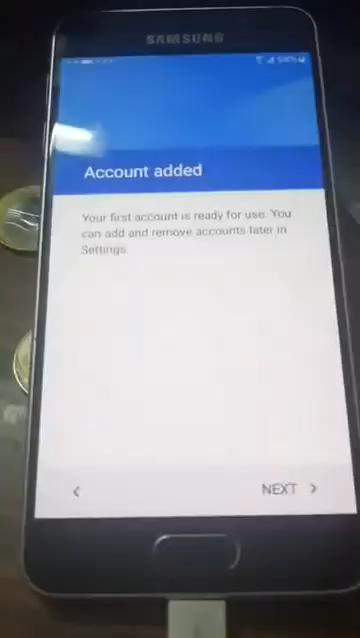 SAMSUNG
Account added
Your first account is ready for use. You
can add and remove accounts later in
Settings.
NEXT